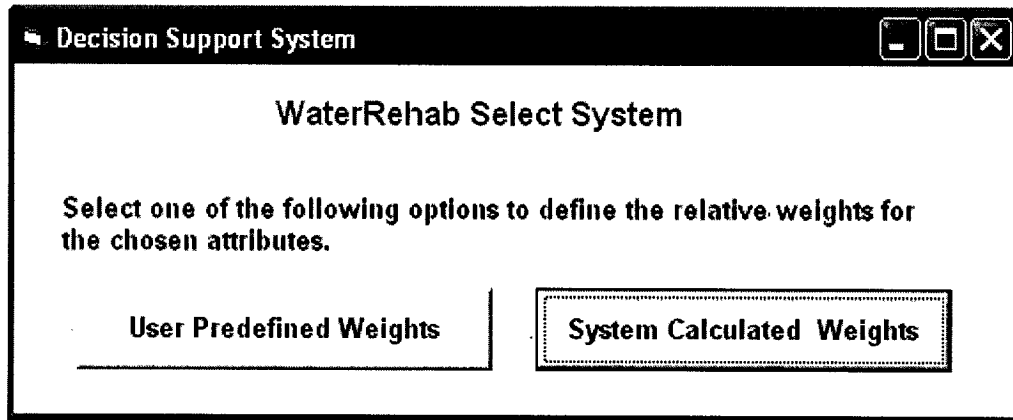 Decision Support System
WaterRehab Select System
Select one of the following options to define the relative weights for
the chosen attributes.
User Predefined Weights
System Calculated Weights